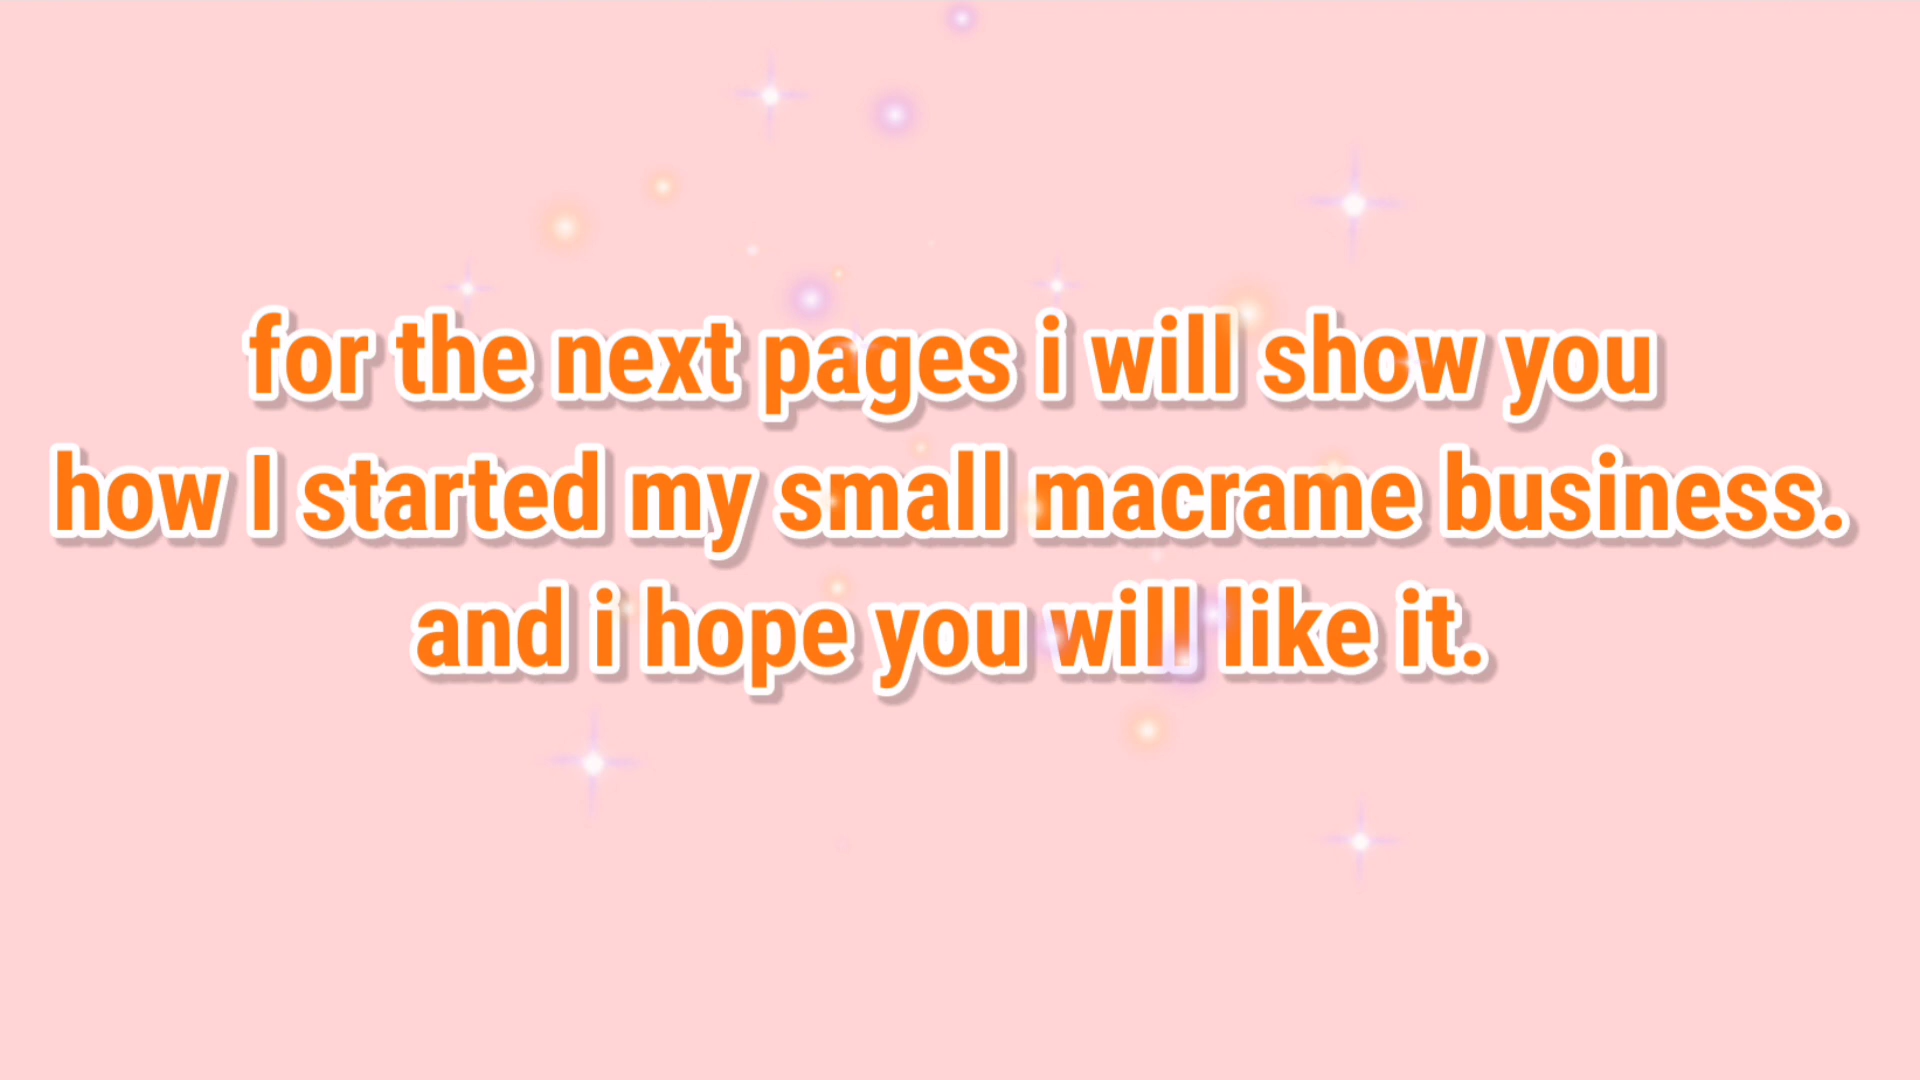 for the next pages i will show you
how I started my small macrame business.
and i hope you will like it.